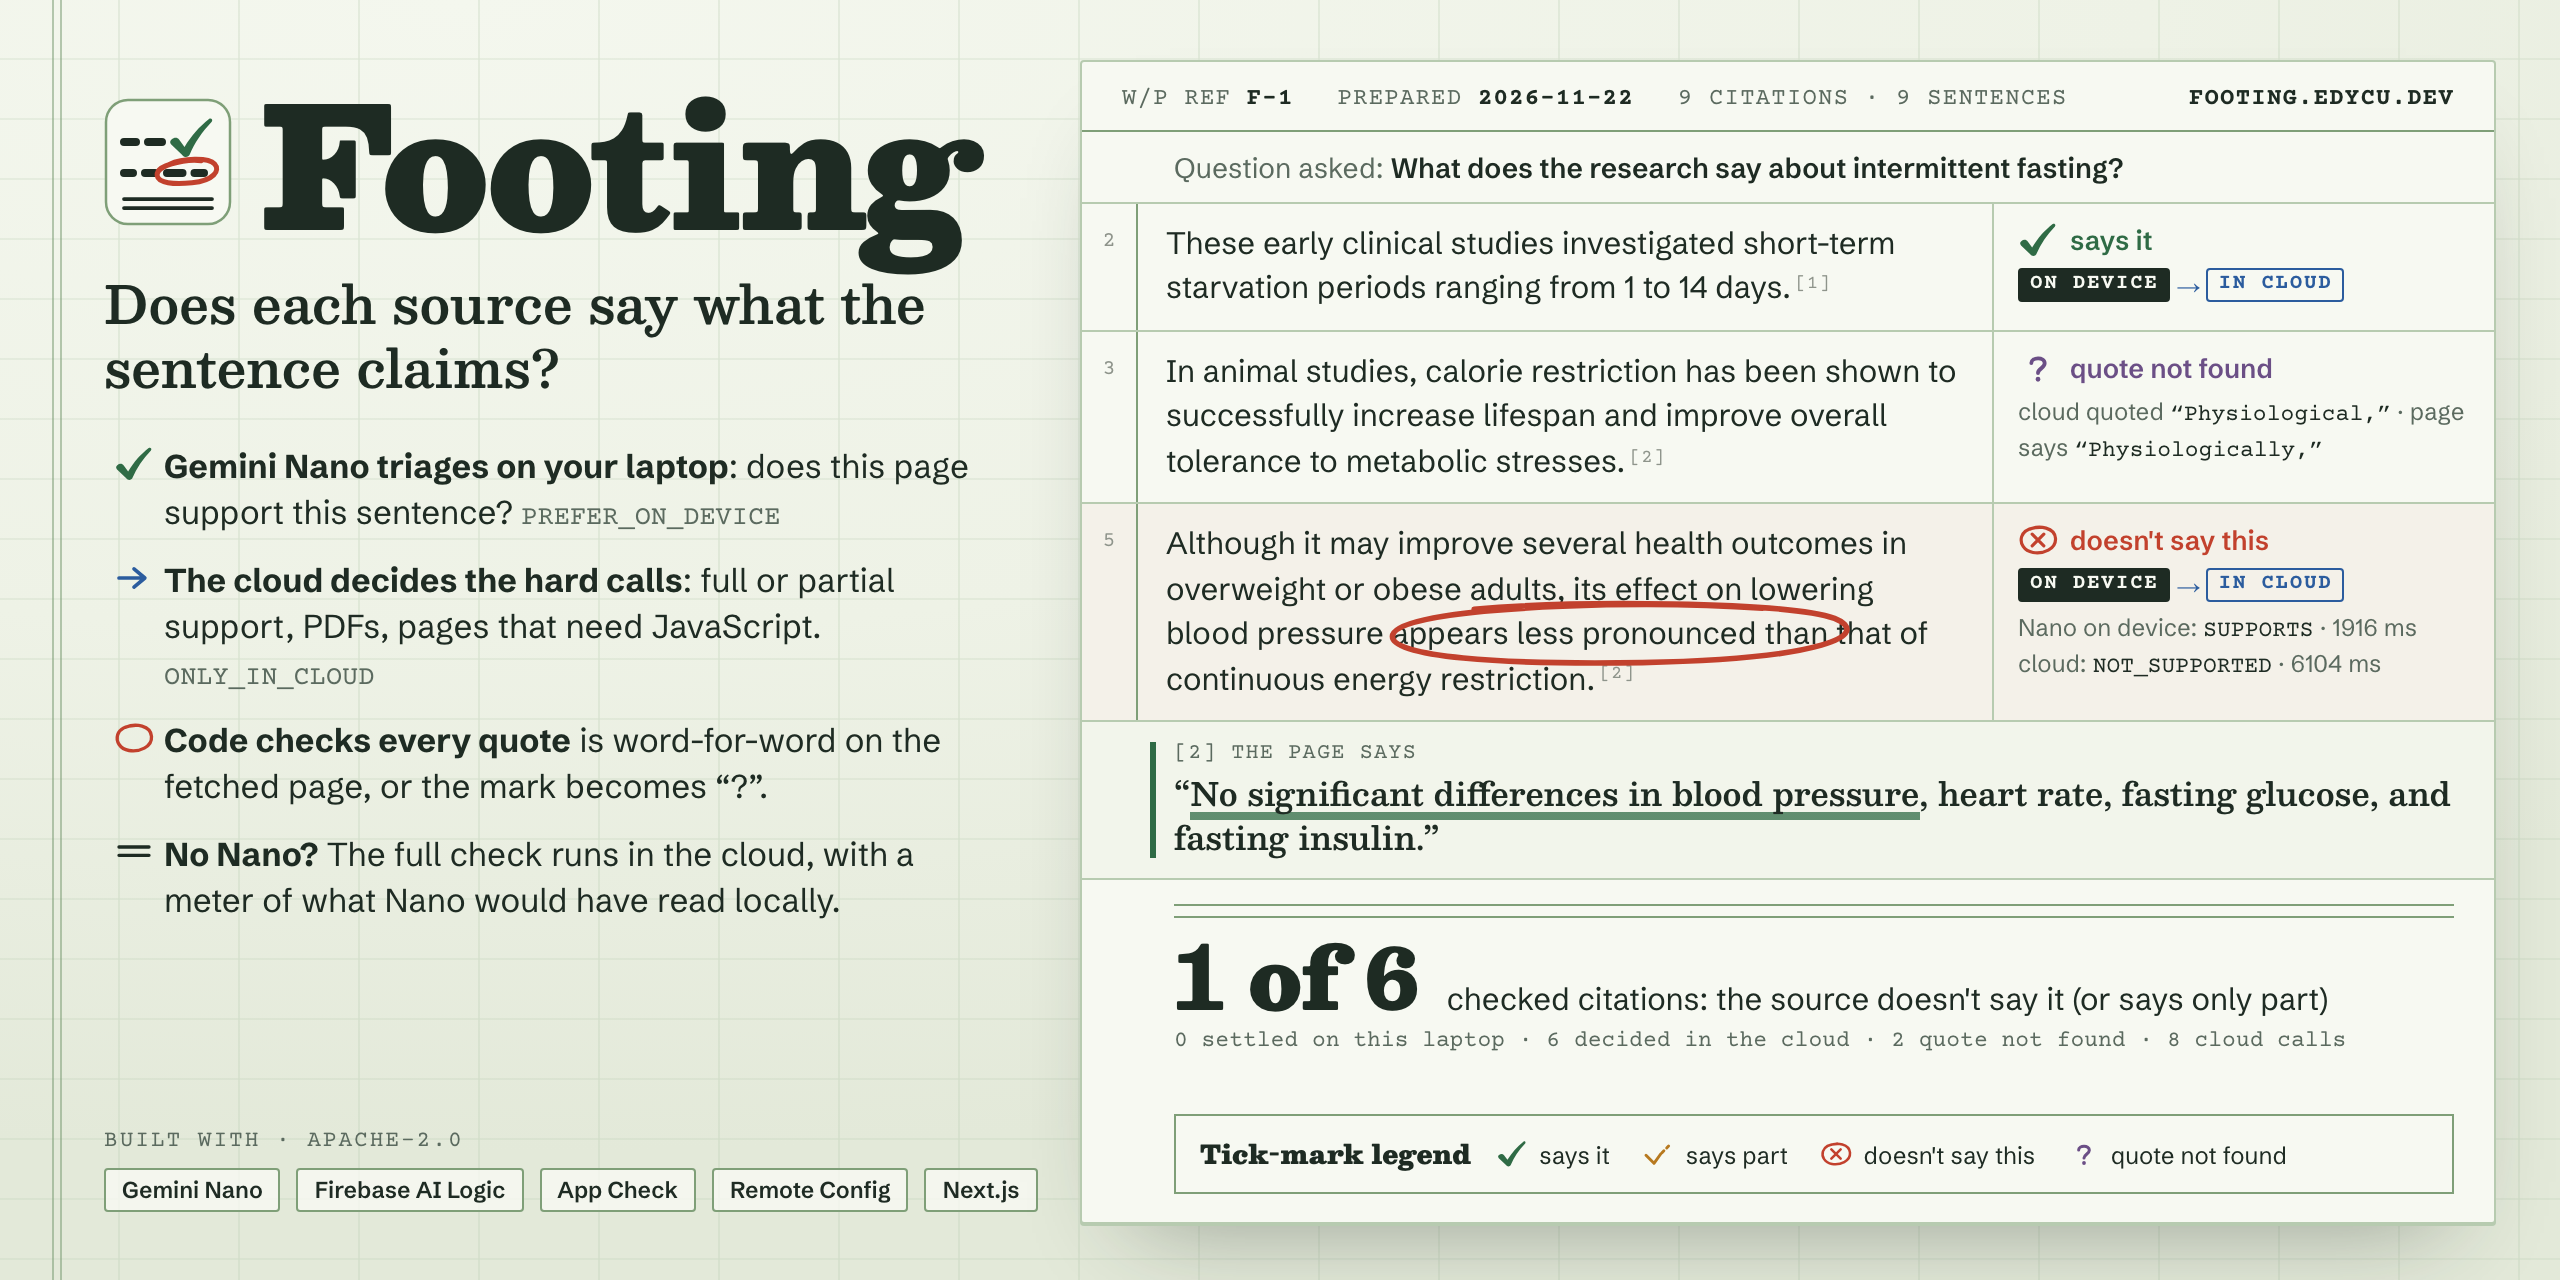 Footing
Does each source say what the
sentence claims?
Gemini Nano triages on your laptop: does this page
support this sentence? PREFER_ON_DEVICE
The cloud decides the hard calls: full or partial
support, PDFs, pages that need JavaScript.
ONLY_IN_CLOUD
Code checks every quote is word-for-word on the
fetched page, or the mark becomes “?”.
No Nano? The full check runs in the cloud, with a
meter of what Nano would have read locally.
BUILT WITH · APACHE-2.0
Gemini Nano Firebase AI Logic App Check Remote Config Next.js
W/P REF F-1 PREPARED 2026-11-22 9 CITATIONS · 9 SENTENCES FOOTING.EDYCU.DEV
Question asked: What does the research say about intermittent fasting?
2
These early clinical studies investigated short-term
starvation periods ranging from 1 to 14 days. [1]
says it
ON DEVICE → IN CLOUD
3
In animal studies, calorie restriction has been shown to
successfully increase lifespan and improve overall
tolerance to metabolic stresses. [2]
? quote not found
cloud quoted “Physiological,” · page
says “Physiologically,”
5
Although it may improve several health outcomes in
overweight or obese adults, its effect on lowering
blood pressure appears less pronounced than that of
continuous energy restriction. [2]
doesn't say this
ON DEVICE → IN CLOUD
Nano on device: SUPPORTS · 1916 ms
cloud: NOT_SUPPORTED · 6104 ms
[2] THE PAGE SAYS
“No significant differences in blood pressure, heart rate, fasting glucose, and
fasting insulin.”
1 of 6 checked citations: the source doesn't say it (or says only part)
0 settled on this laptop · 6 decided in the cloud · 2 quote not found · 8 cloud calls
Tick-mark legend says it says part doesn't say this ? quote not found